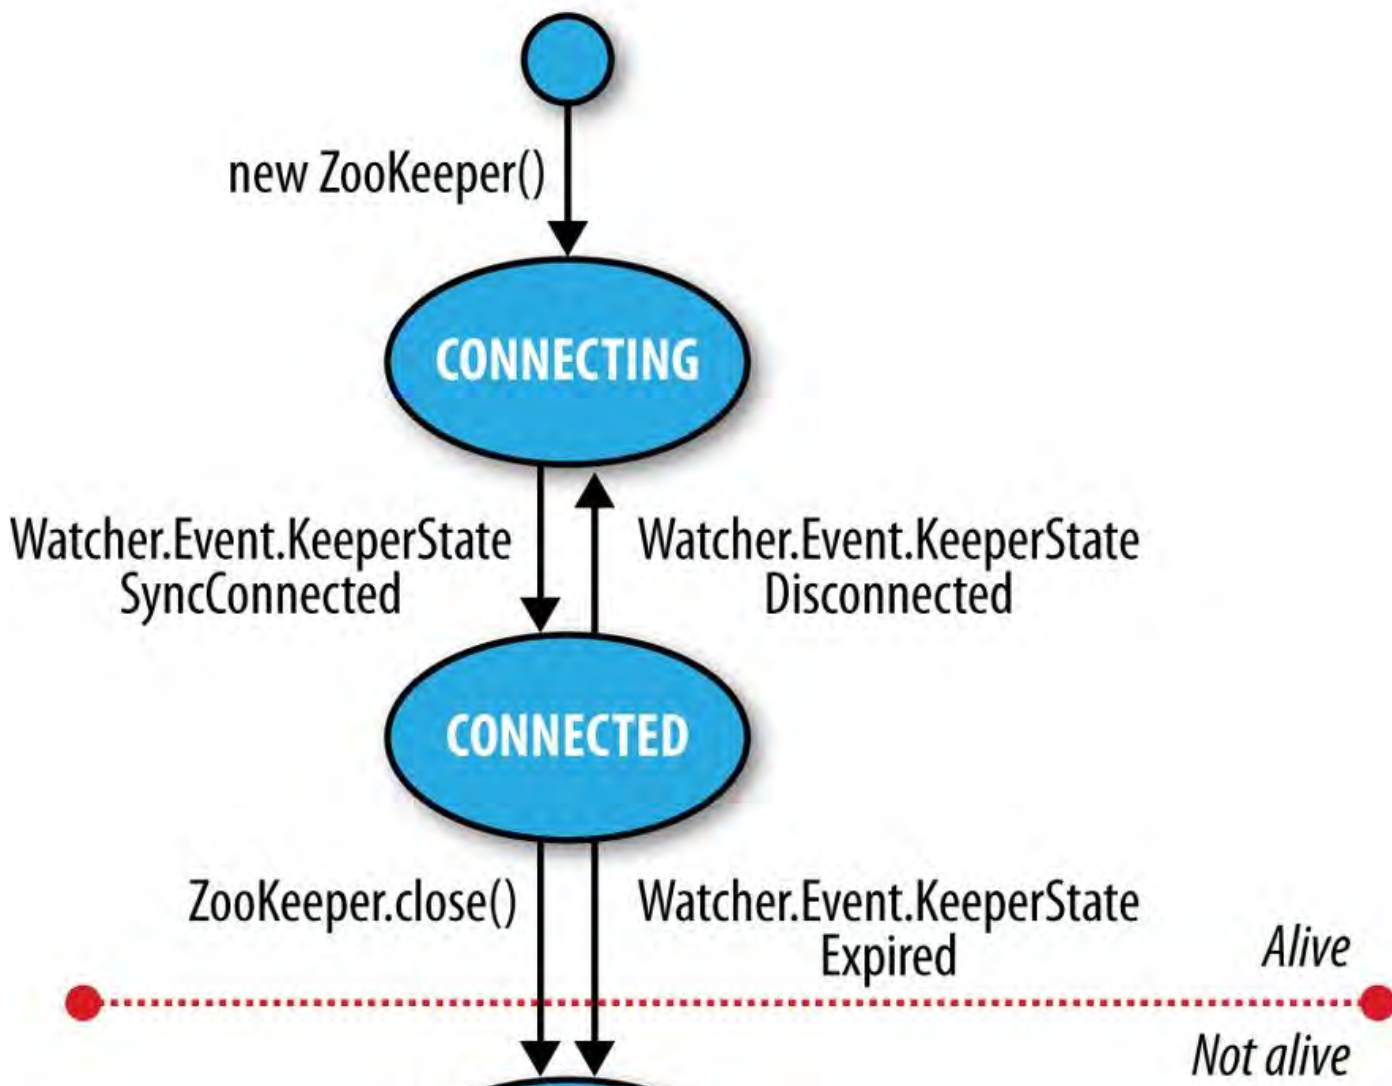 new ZooKeeper()
CONNECTING
Watcher.Event.KeeperState
SyncConnected
Watcher.Event.KeeperState
Disconnected
CONNECTED
ZooKeeper.close()
Watcher.Event.KeeperState
Expired
Alive
Not alive